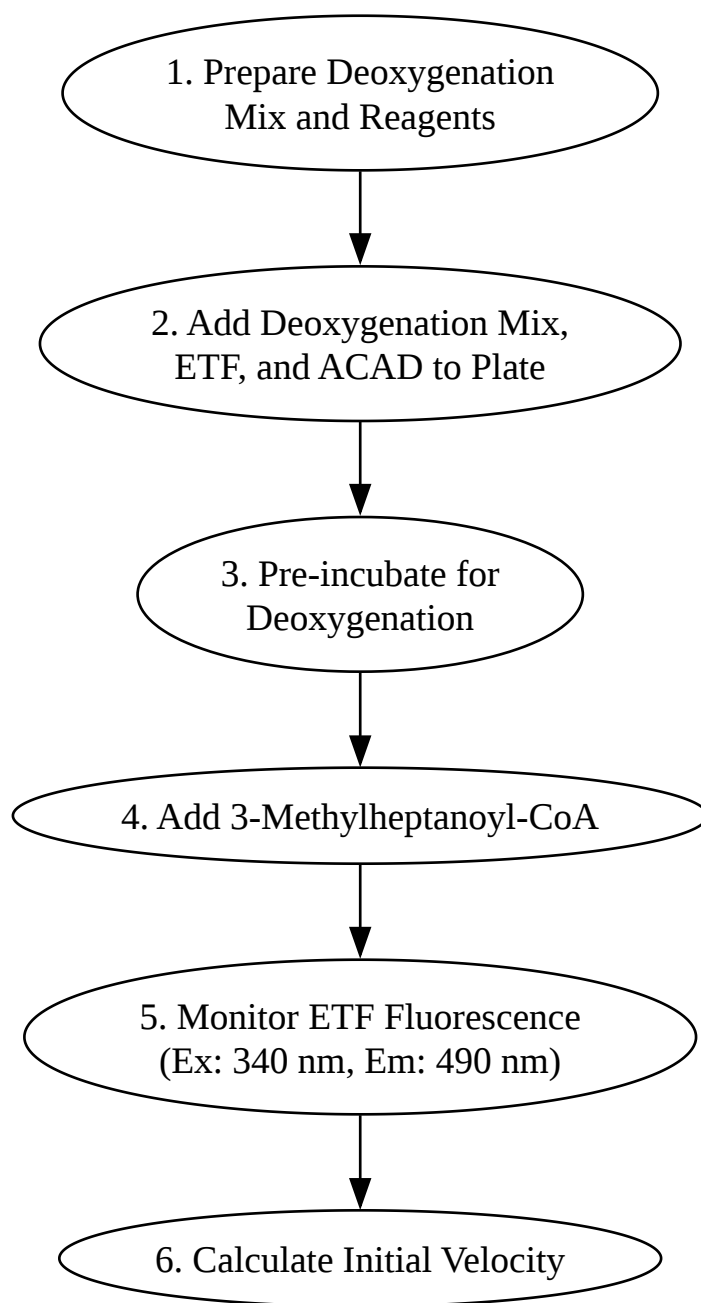 1. Prepare Deoxygenation
Mix and Reagents
2. Add Deoxygenation Mix,
ETF, and ACAD to Plate
3. Pre-incubate for
Deoxygenation
4. Add 3-Methylheptanoyl-CoA
5. Monitor ETF Fluorescence
(Ex: 340 nm, Em: 490 nm)
6. Calculate Initial Velocity